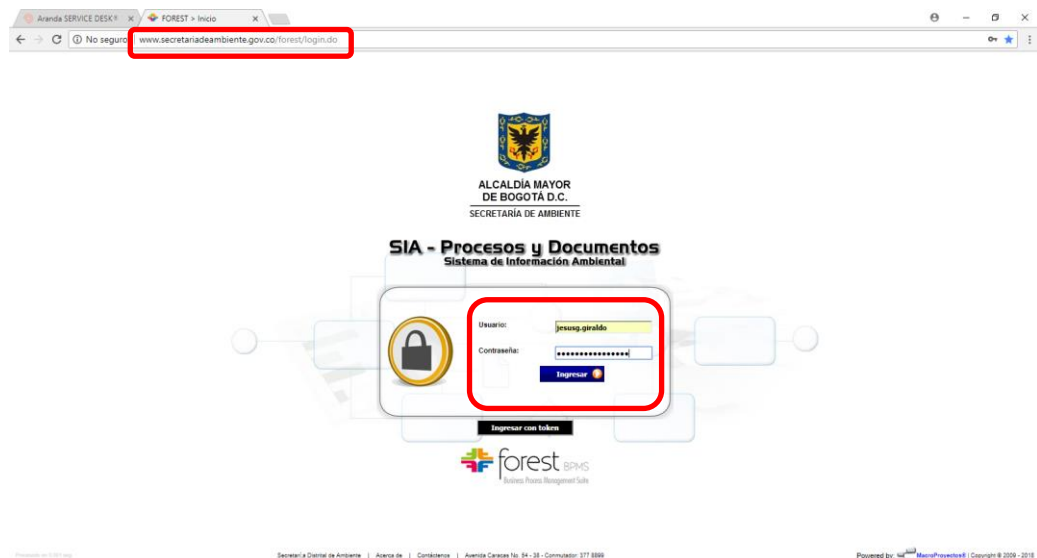 Aranda SERVICE DESK®
FOREST > Inicio
No seguro www.secretariadeambiente.gov.co/forest/login.do
ALCALDÍA MAYOR
DE BOGOTÁ D.C.
SECRETARÍA DE AMBIENTE
SIA - Procesos y Documentos
Sistema de Información Ambiental
Usuario: jesusg.giraldo
Contraseña: ••••••••••••••••
Ingresar
Ingresar con token
forest BPMS
Business Process Management Suite
Secretaría Distrital de Ambiente | Acerca de | Contáctenos | Avenida Caracas No. 54 - 38 - Conmutador: 377 8899
Powered by: MacroProyectos® | Copyright © 2009 - 2018